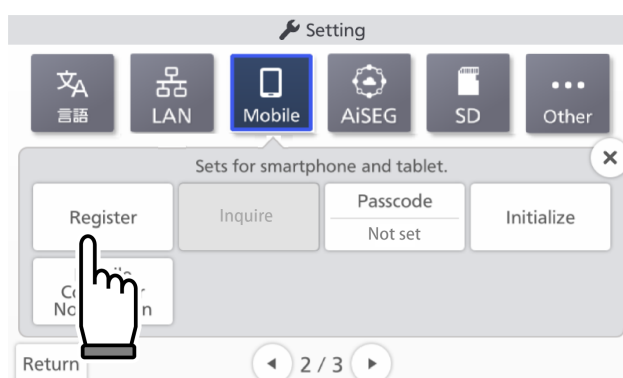 Setting
文A
言語
LAN
Mobile
AiSEG
SD
Other
Sets for smartphone and tablet.
Register
Inquire
Passcode
Not set
Initialize
Return
2 / 3